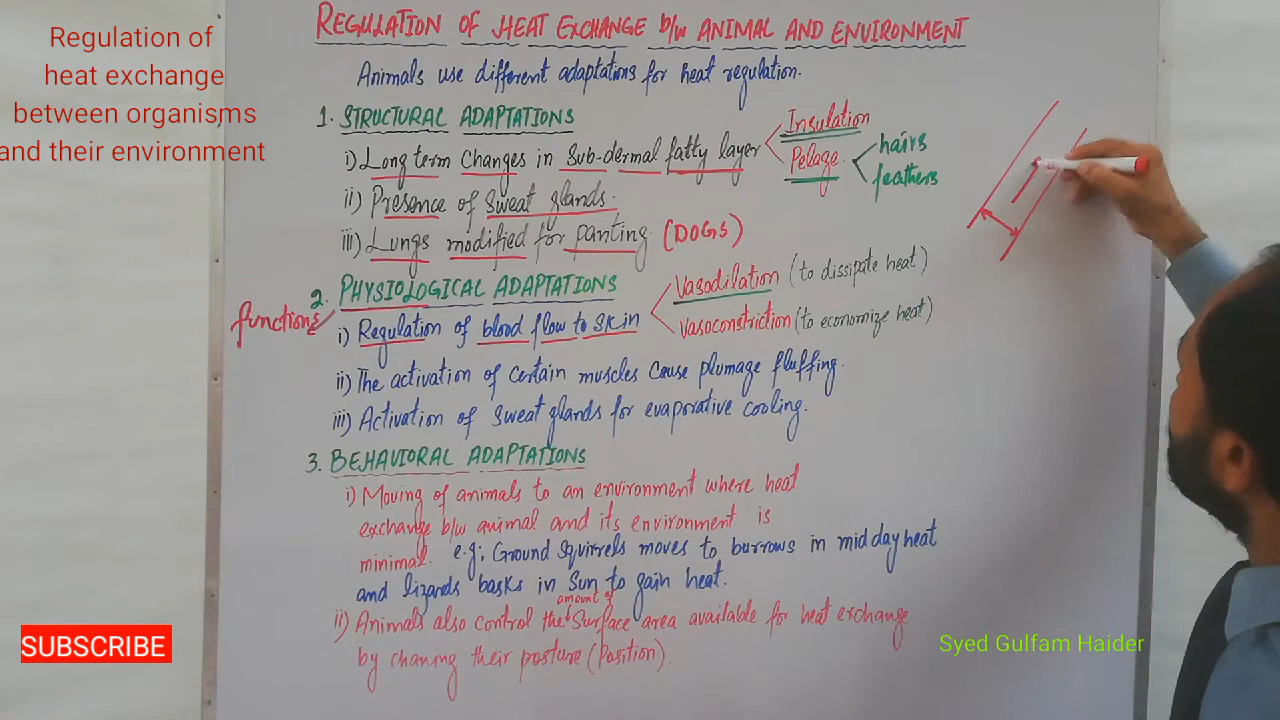 Regulation of
heat exchange
between organisms
and their environment
REGULATION OF HEAT EXCHANGE b/w ANIMAL AND ENVIRONMENT
Animals use different adaptations for heat regulation.
1. STRUCTURAL ADAPTATIONS
i) Long term changes in Sub-dermal fatty layer
Insulation
Pelage
hairs
feathers
ii) Presence of Sweat glands.
iii) Lungs modified for panting. (DOGS)
2. PHYSIOLOGICAL ADAPTATIONS
functions
i) Regulation of blood flow to skin
Vasodilation (to dissipate heat)
Vasoconstriction (to economize heat)
ii) The activation of certain muscles cause plumage fluffing.
iii) Activation of sweat glands for evaporative cooling.
3. BEHAVIORAL ADAPTATIONS
i) Moving of animals to an environment where heat
exchange b/w animal and its environment is
minimal. e.g; Ground squirrels moves to burrows in mid day heat
and lizards basks in Sun to gain heat.
amount of
ii) Animals also control the Surface area available for heat exchange
by chaning their posture (Position).
SUBSCRIBE
Syed Gulfam Haider